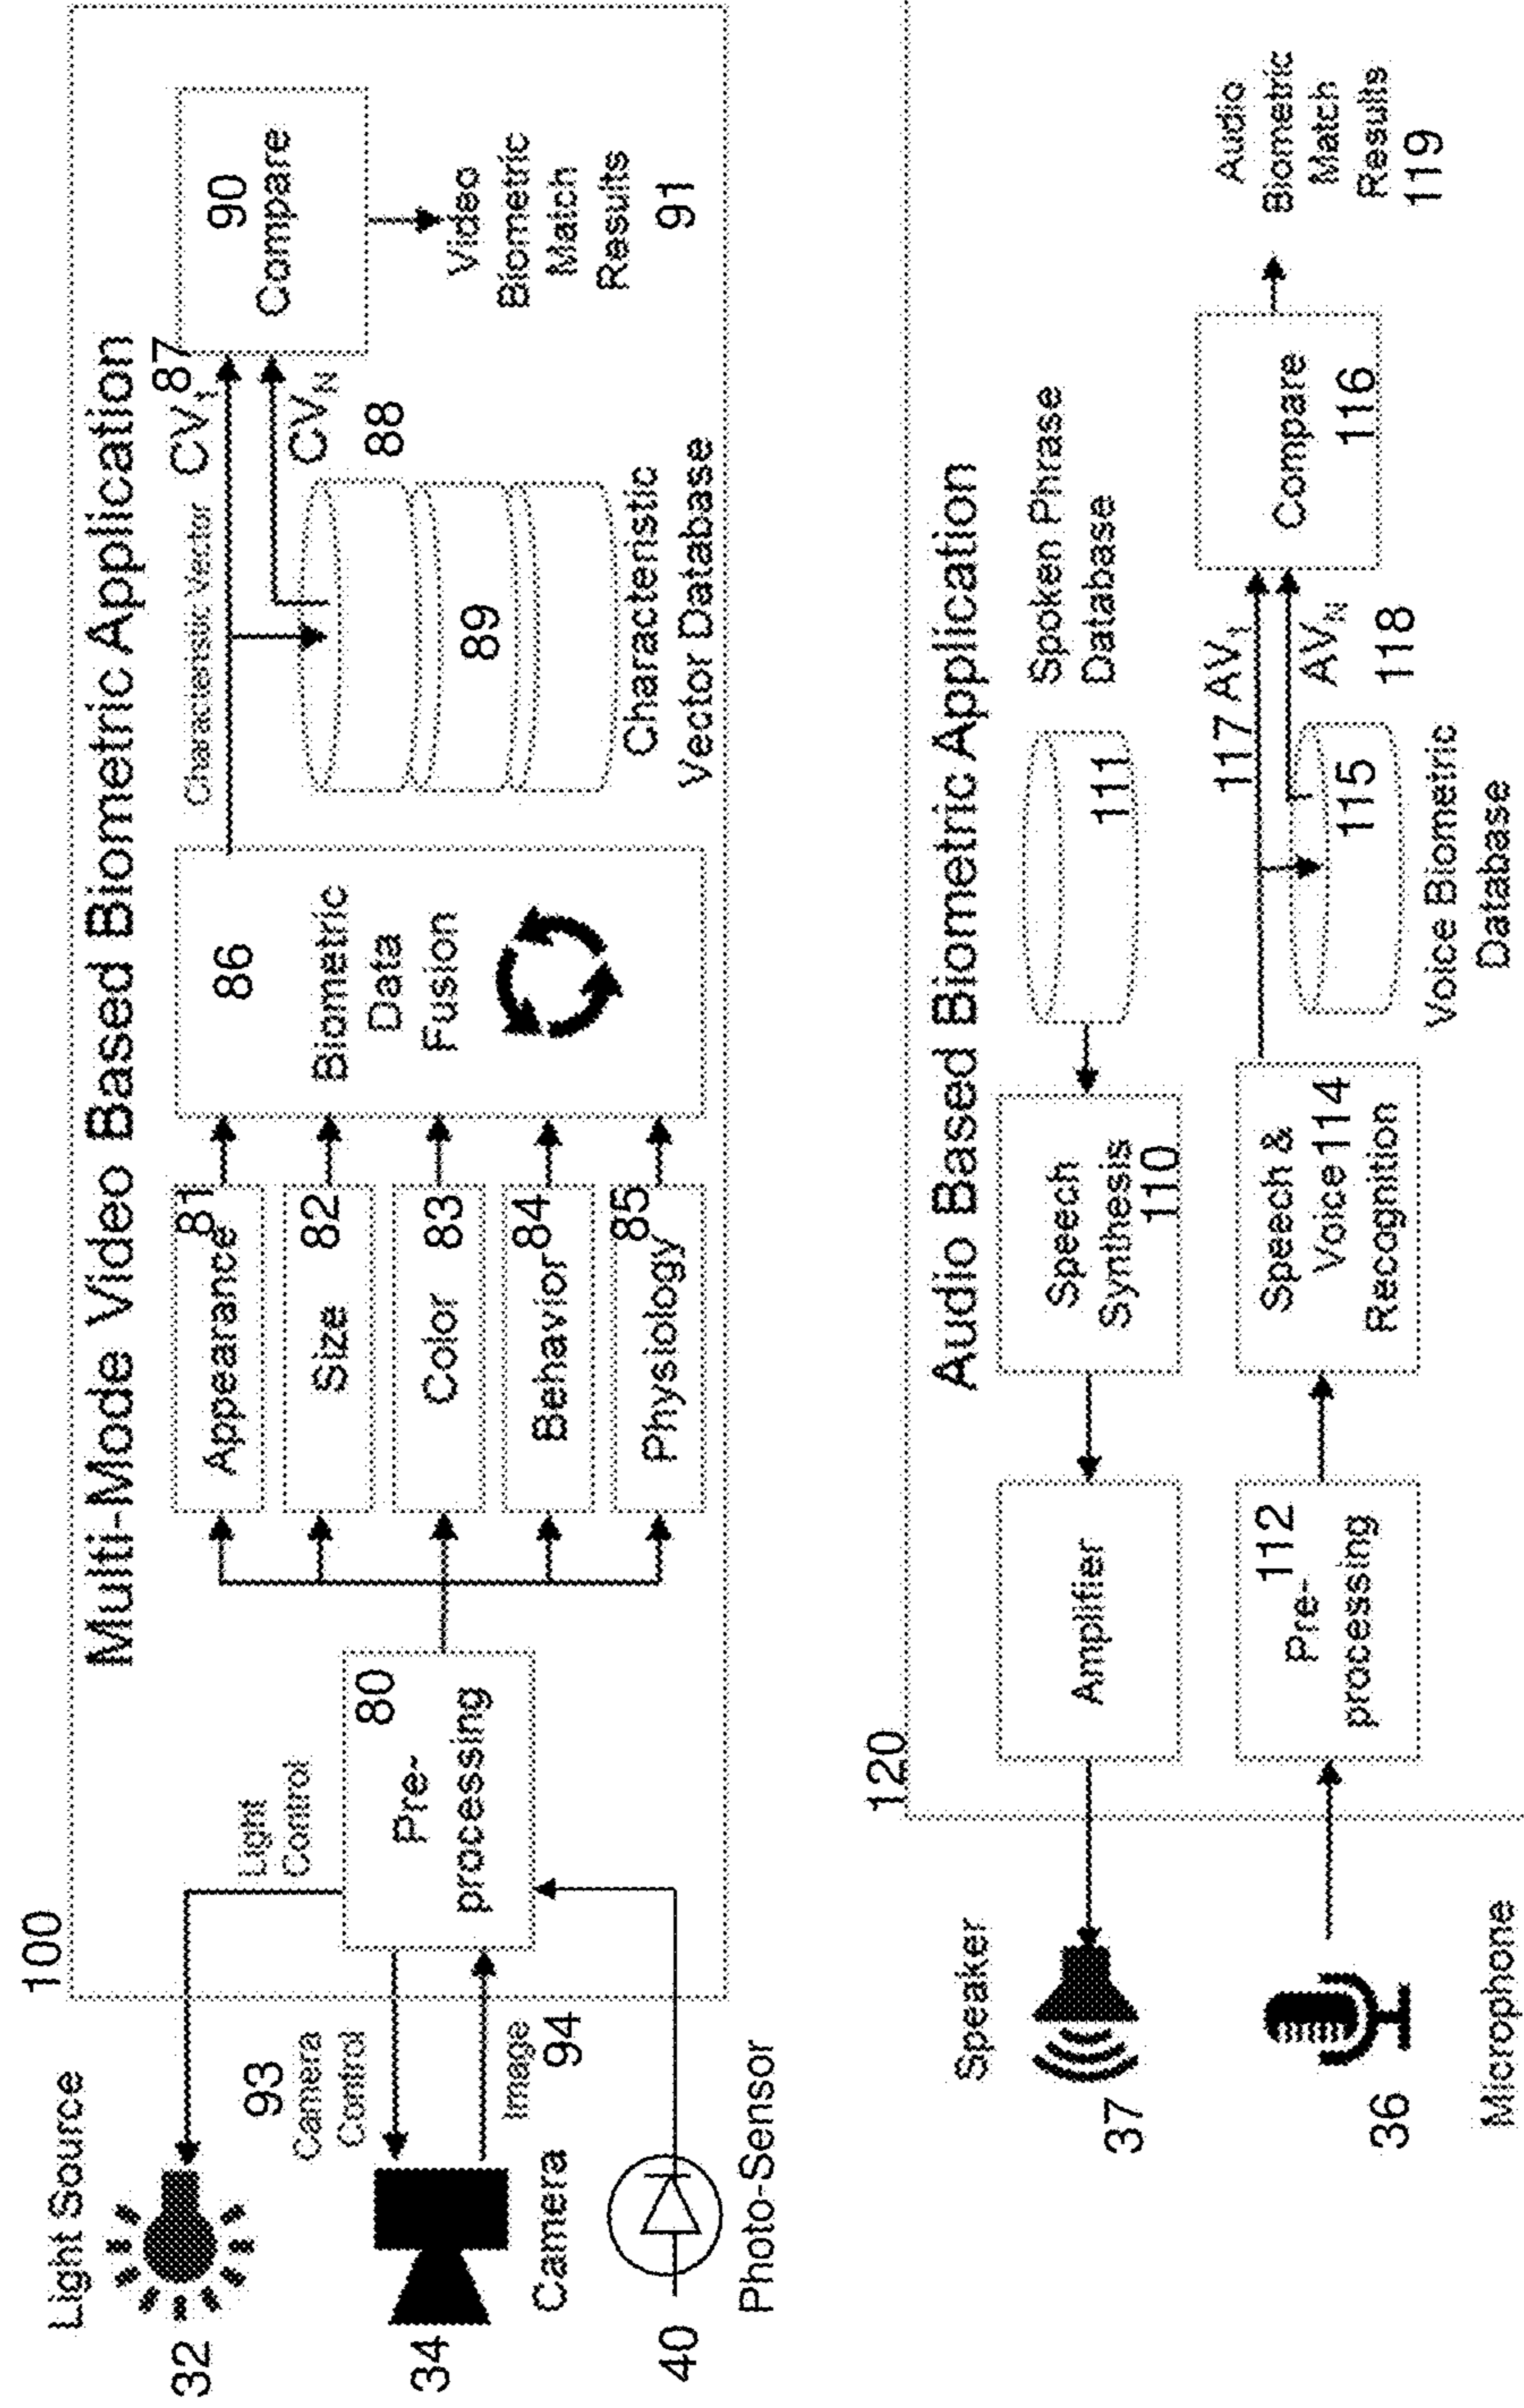 100
Multi-Mode Video Based Biometric Application
Light Source
32
Light
Control
93
Camera
Control
34
Camera
Image
94
40
Photo-Sensor
80
Pre-
processing
81
Appearance
Size 82
Color 83
84
Behavior
85
Physiology
86
Biometric
Data
Fusion
Characteristic Vector
CV1
87
CVN
88
89
Characteristic
Vector Database
90
Compare
Video
Biometric
Match
Results
91
120
Audio Based Biometric Application
Speaker
37
Amplifier
Speech
Synthesis
110
111
Spoken Phrase
Database
36
Microphone
112
Pre-
processing
Speech &
Voice 114
Recognition
117 AV1
AVN
118
115
Voice Biometric
Database
Compare
116
Audio
Biometric
Match
Results
119